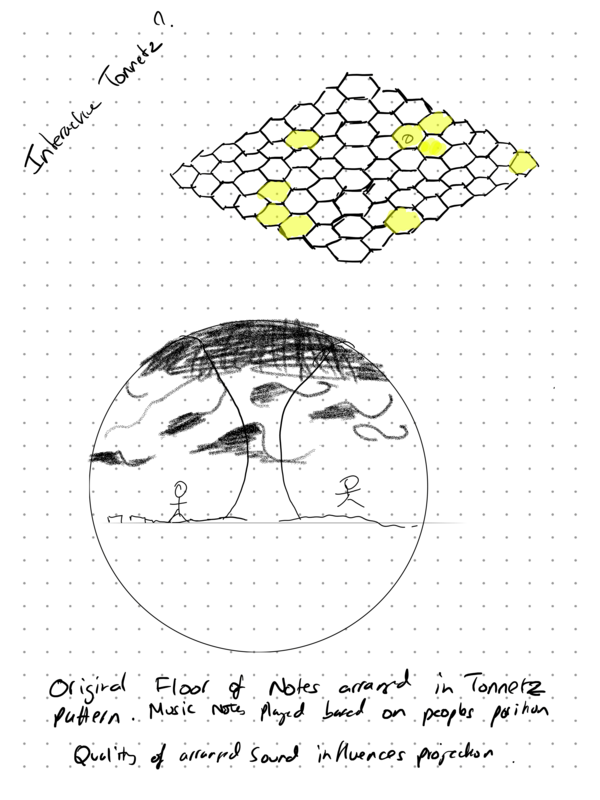 Interactive Tonnetz?
Original Floor of Notes arranged in Tonnetz
pattern. Music Notes played based on peoples position
Quality of arranged sound influences projection.